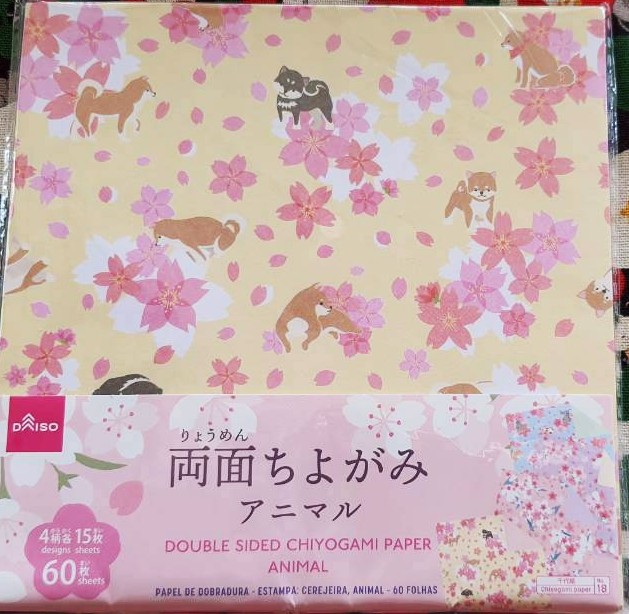 DAISO
りょうめん
両面ちよがみ
アニマル
DOUBLE SIDED CHIYOGAMI PAPER
ANIMAL
PAPEL DE DOBRADURA - ESTAMPA: CEREJEIRA, ANIMAL - 60 FOLHAS
4柄各15枚
designs sheets
60枚
sheets
千代紙
Chiyogami paper
No.
18